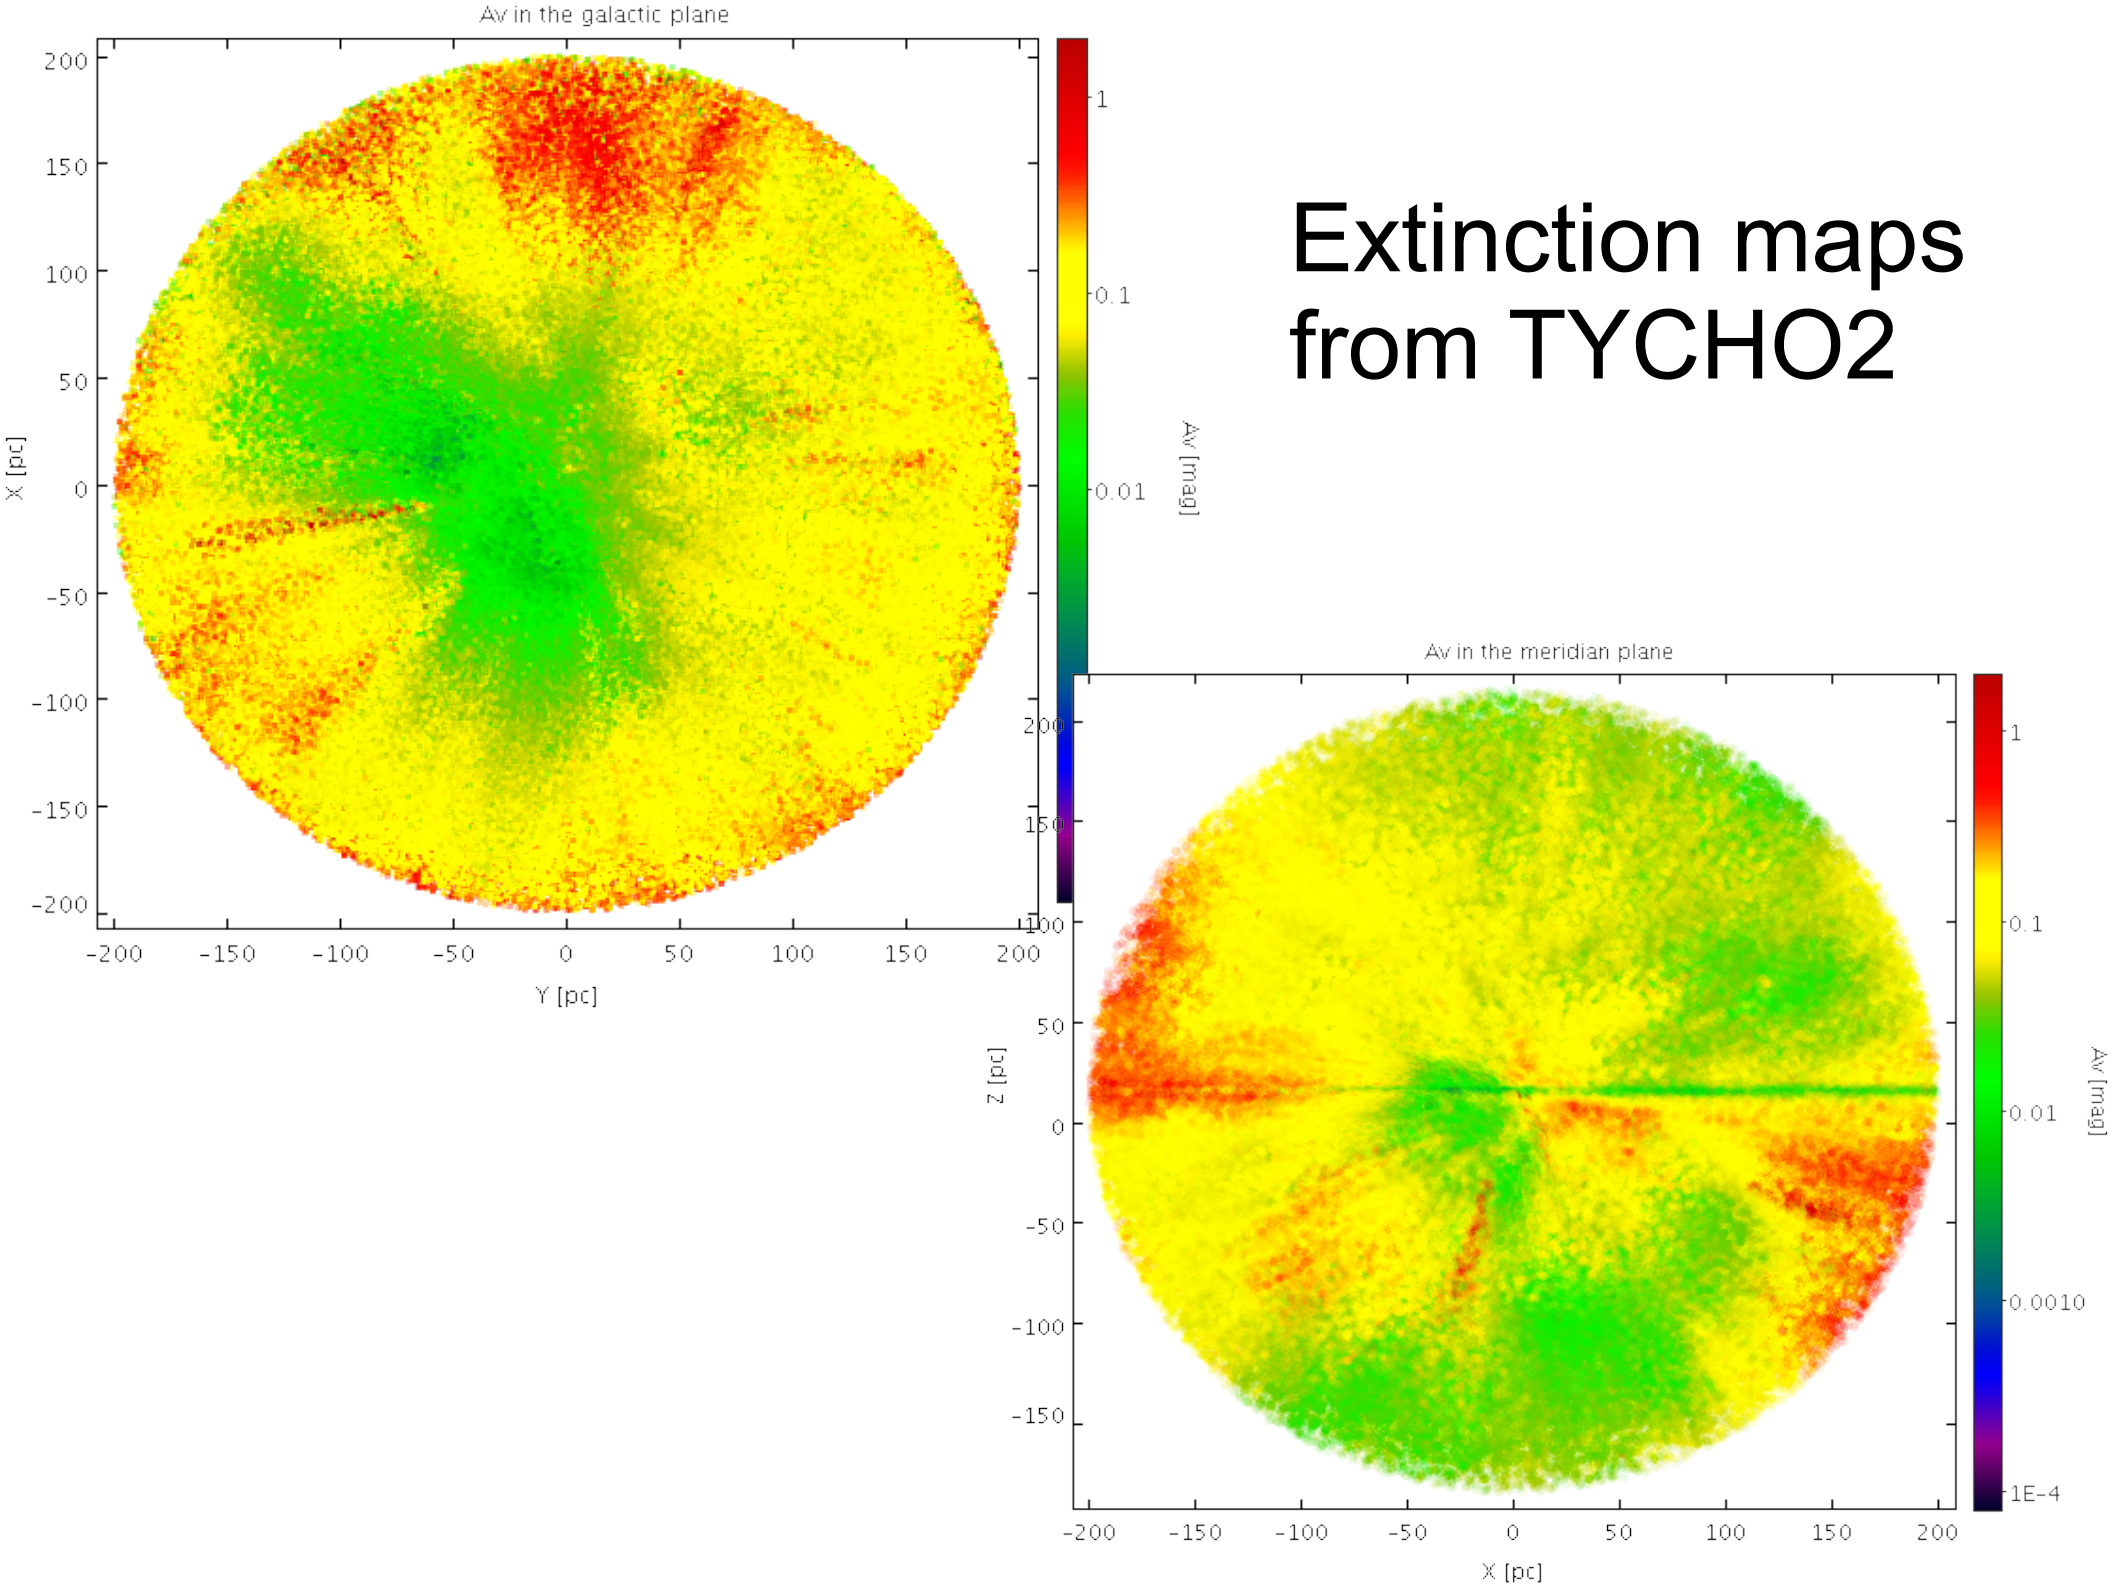 Av in the galactic plane
200
150
100
50
0
-50
-100
-150
-200
X [pc]
-200 -150 -100 -50 0 50 100 150 200
Y [pc]
1
0.1
0.01
Av [mag]
Extinction maps
from TYCHO2
Av in the meridian plane
200
150
100
50
0
-50
-100
-150
Z [pc]
-200 -150 -100 -50 0 50 100 150 200
X [pc]
1
0.1
0.01
0.0010
1E-4
Av [mag]